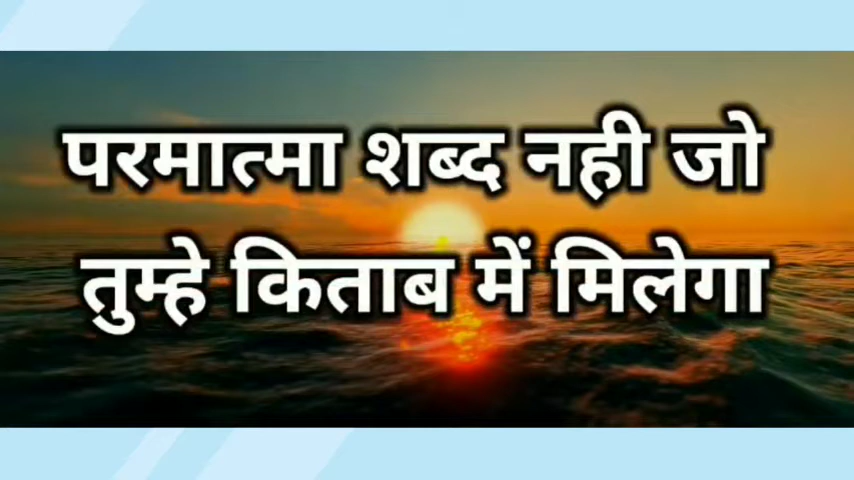 परमात्मा शब्द नही जो
तुम्हे किताब में मिलेगा